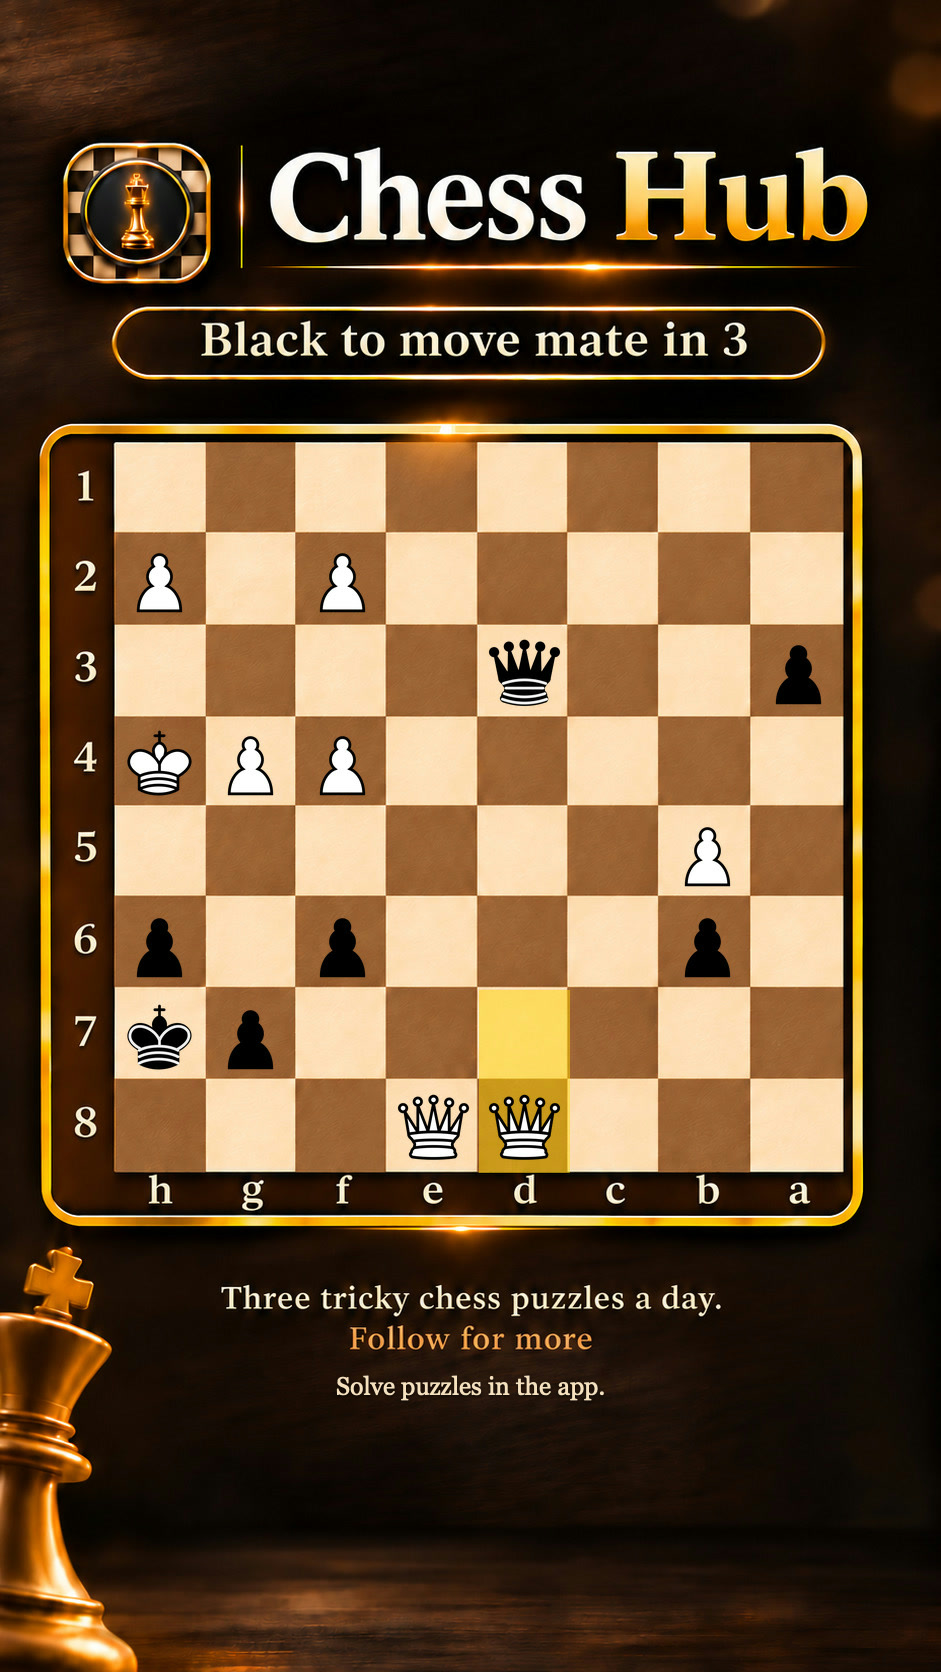 Chess Hub
Black to move mate in 3
1
2
3
4
5
6
7
8
h g f e d c b a
Three tricky chess puzzles a day.
Follow for more
Solve puzzles in the app.